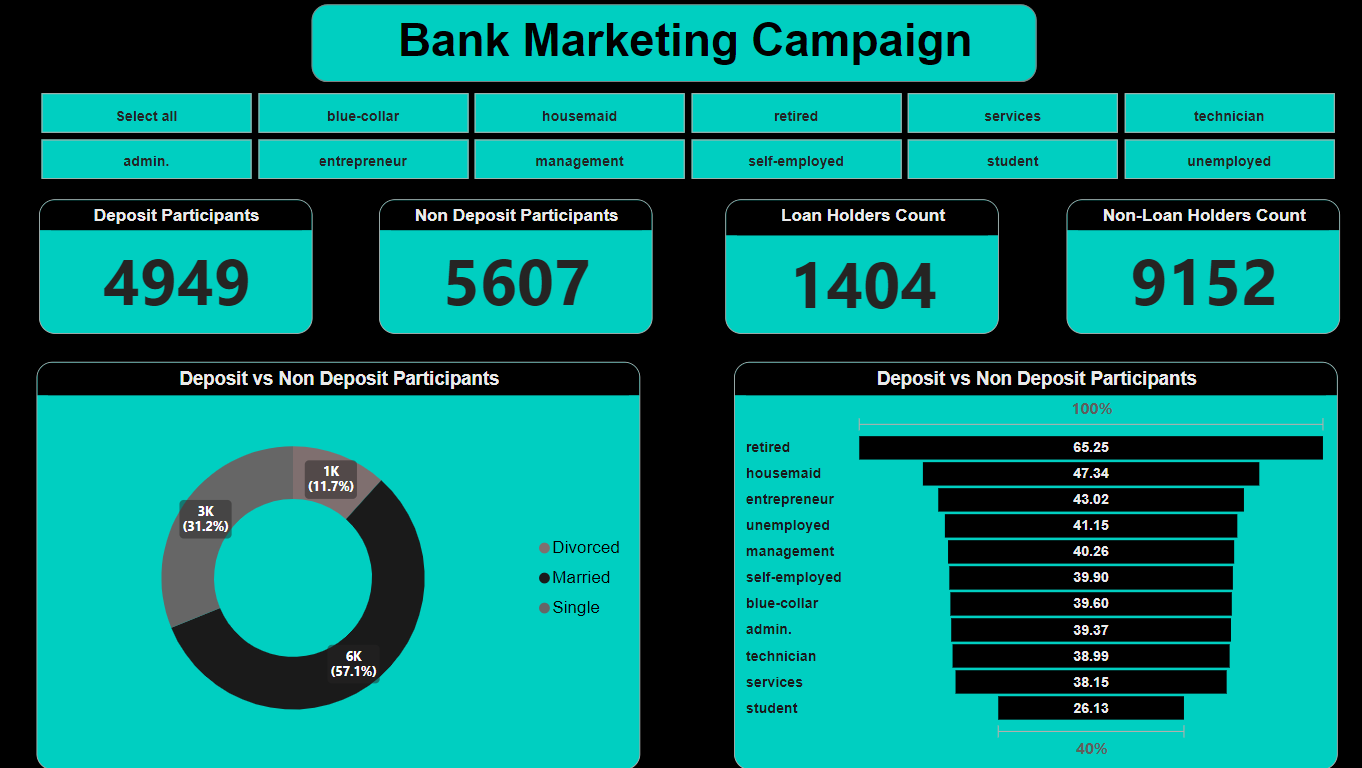 Bank Marketing Campaign
Select all
blue-collar
housemaid
retired
services
technician
admin.
entrepreneur
management
self-employed
student
unemployed
Deposit Participants
4949
Non Deposit Participants
5607
Loan Holders Count
1404
Non-Loan Holders Count
9152
Deposit vs Non Deposit Participants
1K
(11.7%)
3K
(31.2%)
6K
(57.1%)
Divorced
Married
Single
Deposit vs Non Deposit Participants
100%
retired 65.25
housemaid 47.34
entrepreneur 43.02
unemployed 41.15
management 40.26
self-employed 39.90
blue-collar 39.60
admin. 39.37
technician 38.99
services 38.15
student 26.13
40%